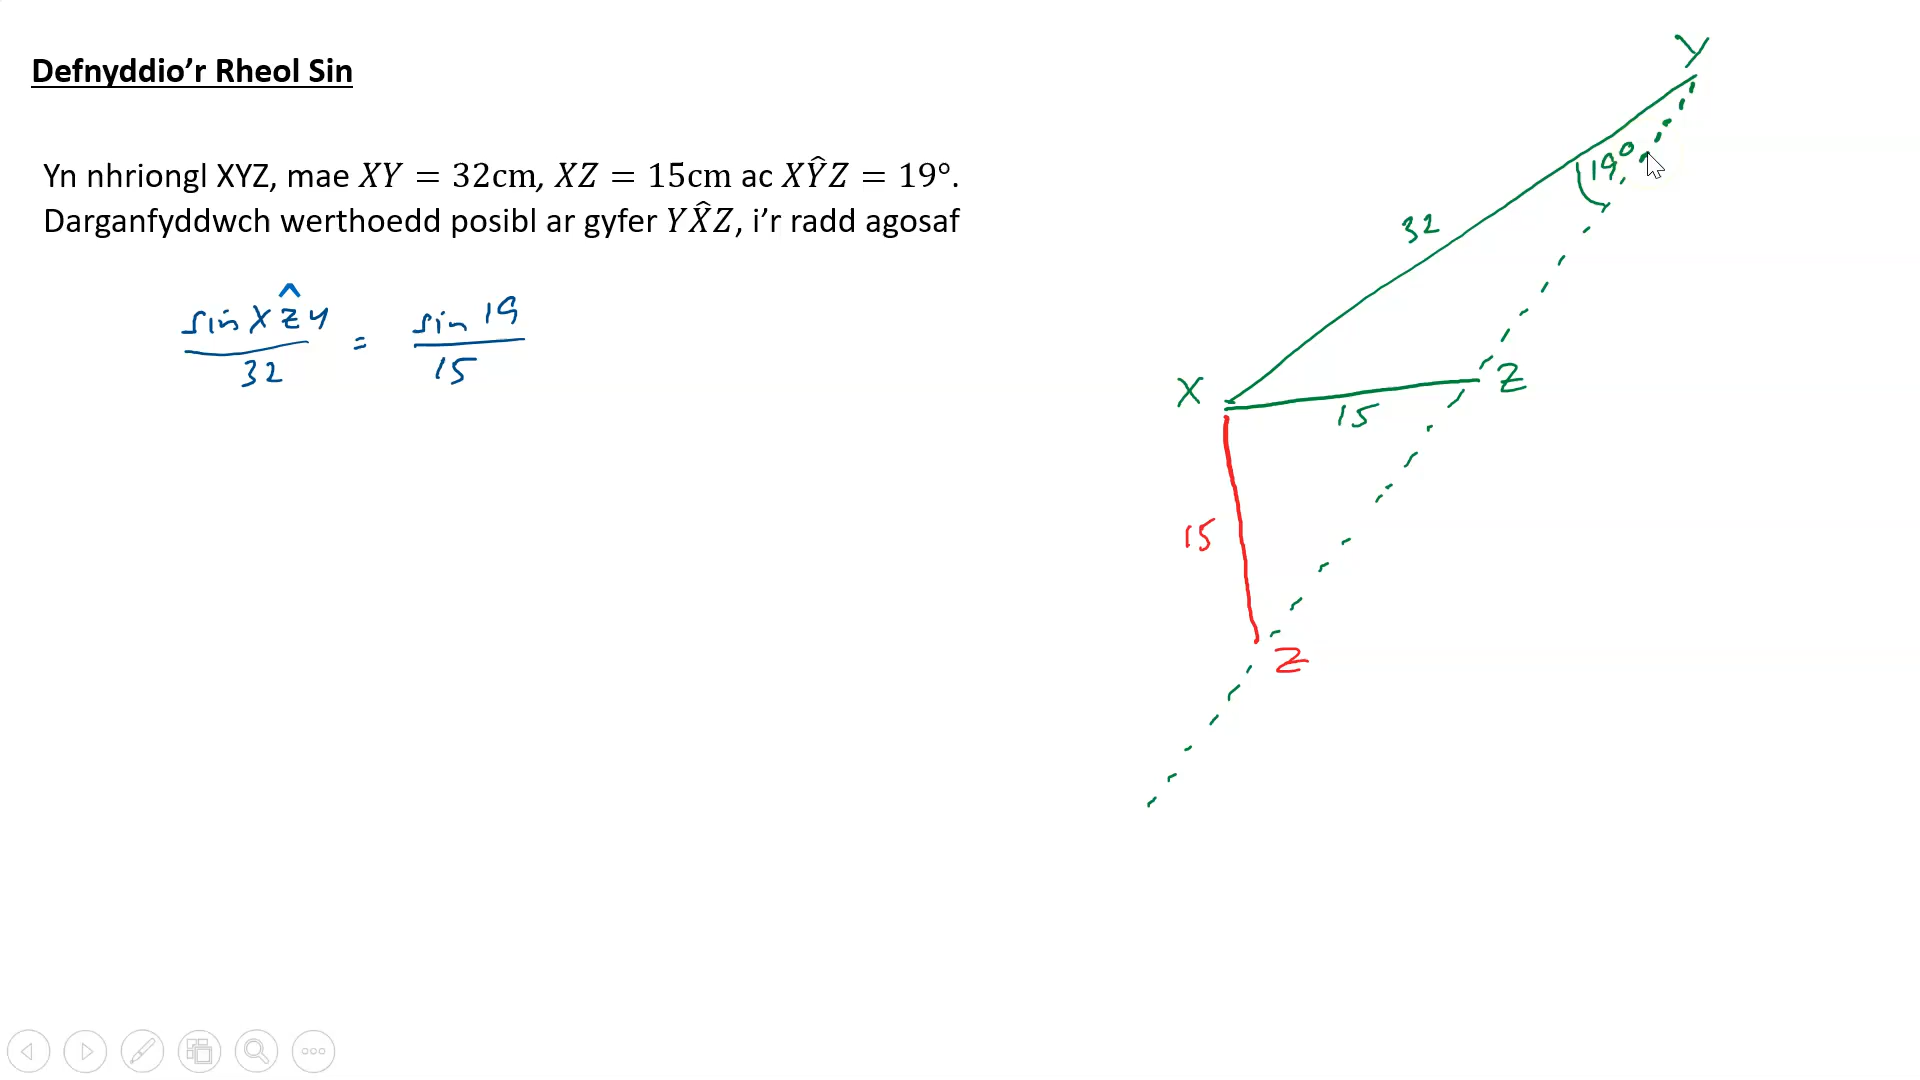 Defnyddio’r Rheol Sin
Yn nhriongl XYZ, mae XY = 32cm, XZ = 15cm ac XŶZ = 19°.
Darganfyddwch werthoedd posibl ar gyfer YX̂Z, i’r radd agosaf
sin XẐY / 32 = sin 19 / 15
Y
19°
32
X
Z
15
15
Z